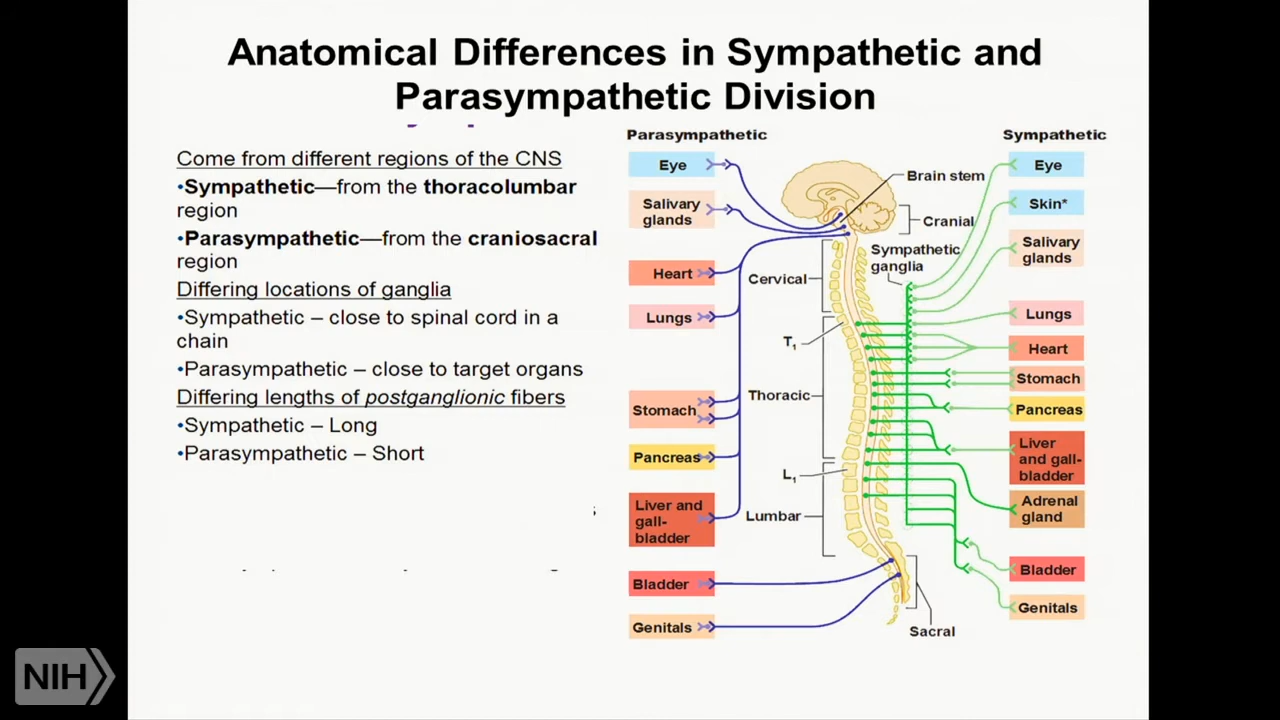 Anatomical Differences in Sympathetic and
Parasympathetic Division
Come from different regions of the CNS
•Sympathetic—from the thoracolumbar
region
•Parasympathetic—from the craniosacral
region
Differing locations of ganglia
•Sympathetic – close to spinal cord in a
chain
•Parasympathetic – close to target organs
Differing lengths of postganglionic fibers
•Sympathetic – Long
•Parasympathetic – Short
Parasympathetic
Eye
Salivary
glands
Heart
Lungs
Stomach
Pancreas
Liver and
gall-
bladder
Bladder
Genitals
Brain stem
Cranial
Sympathetic
ganglia
Cervical
T1
Thoracic
L1
Lumbar
Sacral
Sympathetic
Eye
Skin*
Salivary
glands
Lungs
Heart
Stomach
Pancreas
Liver
and gall-
bladder
Adrenal
gland
Bladder
Genitals
NIH